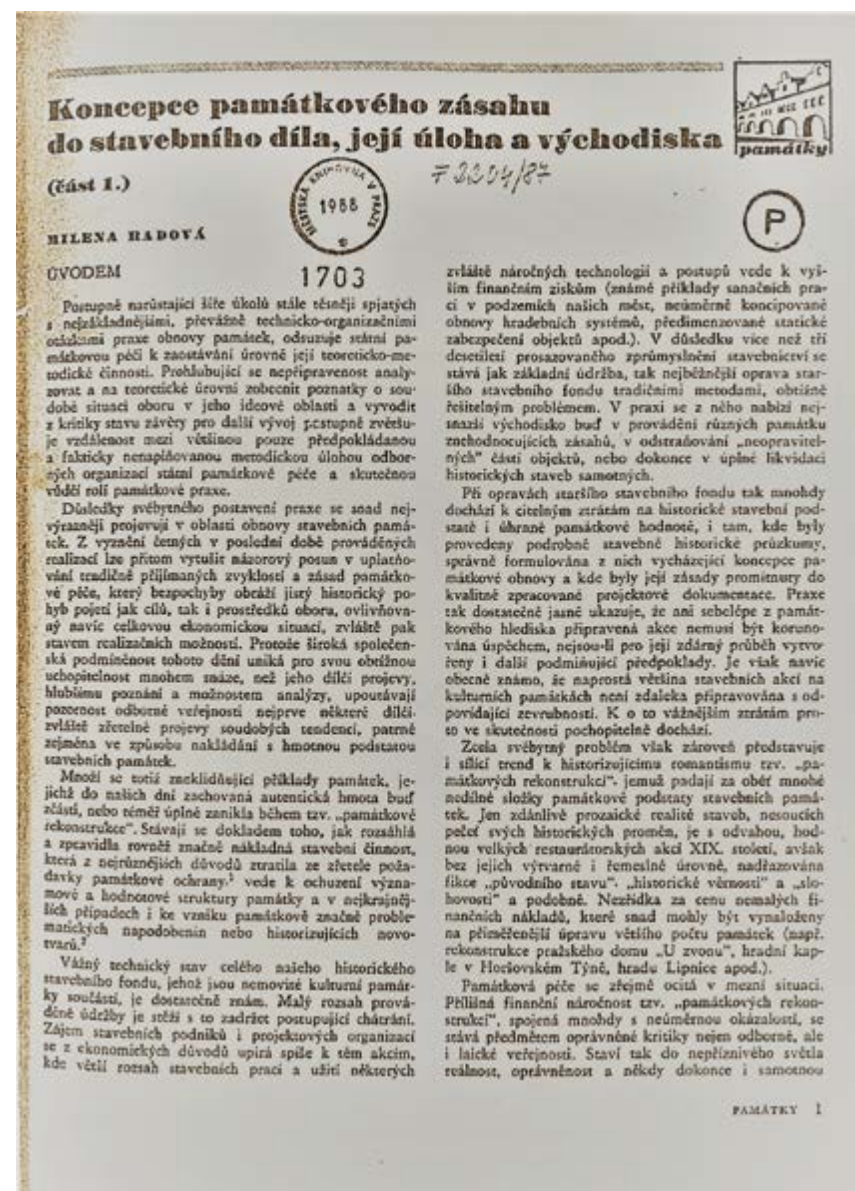 Koncepce památkového zásahu
do stavebního díla, její úloha a východiska
památky
(část 1.)
F 2204/87
MĚSTSKÁ KNIHOVNA V PRAZE
1988
P
MILENA RADOVÁ
1703
ÚVODEM
Postupně narůstající šíře úkolů stále těsněji spjatých
s nejzákladnějšími, převážně technicko-organizačními
otázkami praxe obnovy památek, odsuzuje státní pa-
mátkovou péči k zaostávání úrovně její teoreticko-me-
todické činnosti. Prohlubující se nepřipravenost analy-
zovat a na teoretické úrovni zobecnit poznatky o sou-
dobé situaci oboru v jeho ideové oblasti a vyvodit
z kritiky stavu závěry pro další vývoj postupně zvětšu-
je vzdálenost mezi většinou pouze předpokládanou
a fakticky nenaplňovanou metodickou úlohou odbor-
ných organizací státní památkové péče a skutečnou
vůdčí rolí památkové praxe.
Důsledky svébytného postavení praxe se snad nej-
výrazněji projevují v oblasti obnovy stavebních pamá-
tek. Z vyznění četných v poslední době prováděných
realizací lze přitom vytušit názorový posun v uplatňo-
vání tradičně přijímaných zvyklostí a zásad památko-
vé péče, který bezpochyby obráží jistý historický po-
hyb pojetí jak cílů, tak i prostředků oboru, ovlivňova-
ný navíc celkovou ekonomickou situací, zvláště pak
stavem realizačních možností. Protože široká společen-
ská podmíněnost tohoto dění uniká pro svou obtížnou
uchopitelnost mnohem snáze, než jeho dílčí projevy,
hlubšímu poznání a možnostem analýzy, upoutávají
pozornost odborné veřejnosti nejprve některé dílčí
zvláště zřetelné projevy soudobých tendencí, patrné
zejména ve způsobu nakládání s hmotnou podstatou
stavebních památek.
Množí se totiž zneklidňující příklady památek, je-
jichž do našich dní zachovaná autentická hmota buď
zčásti, nebo téměř úplně zanikla během tzv. „památkové
rekonstrukce“. Stávají se dokladem toho, jak rozsáhlá
a zpravidla rovněž značně nákladná stavební činnost,
která z nejrůznějších důvodů ztratila ze zřetele poža-
davky památkové ochrany,¹ vede k ochuzení význa-
mové a hodnotové struktury památky a v nejkrajněj-
ších případech i ke vzniku památkově značně proble-
matických napodobenin nebo historizujících novo-
tvarů.²
Vážný technický stav celého našeho historického
stavebního fondu, jehož jsou nemovité kulturní památ-
ky součástí, je dostatečně znám. Malý rozsah prová-
děné údržby je stěží s to zadržet postupující chátrání.
Zájem stavebních podniků i projektových organizací
se z ekonomických důvodů upírá spíše k těm akcím,
kde větší rozsah stavebních prací a užití některých
zvláště náročných technologií a postupů vede k vyš-
ším finančním ziskům (známé příklady sanačních pra-
cí v podzemích našich měst, neúměrně koncipované
obnovy hradebních systémů, předimenzované statické
zabezpečení objektů apod.). V důsledku více než tří
desetiletí prosazovaného zprůmyslnění stavebnictví se
stává jak základní údržba, tak nejběžnější oprava star-
šího stavebního fondu tradičními metodami, obtížně
řešitelným problémem. V praxi se z něho nabízí nej-
snazší východisko buď v provádění různých památku
znehodnocujících zásahů, v odstraňování „neopravitel-
ných“ částí objektů, nebo dokonce v úplné likvidaci
historických staveb samotných.
Při opravách staršího stavebního fondu tak mnohdy
dochází k citelným ztrátám na historické stavební pod-
statě i úhrané památkové hodnotě, i tam, kde byly
provedeny podrobné stavebně historické průzkumy,
správně formulována z nich vycházející koncepce pa-
mátkové obnovy a kde byly její zásady promítnuty do
kvalitně zpracované projektové dokumentace. Praxe
tak dostatečně jasně ukazuje, že ani sebelépe z památ-
kového hlediska připravená akce nemusí být koruno-
vána úspěchem, nejsou-li pro její zdárný průběh vytvo-
řeny i další podmiňující předpoklady. Je však navíc
obecně známo, že naprostá většina stavebních akcí na
kulturních památkách není zdaleka připravována s od-
povídající zevrubností. K o to vážnějším ztrátám pro-
to ve skutečnosti pochopitelně dochází.
Zcela svébytný problém však zároveň představuje
i sílící trend k historizujícímu romantismu tzv. „pa-
mátkových rekonstrukcí“, jemuž padají za oběť mnohé
nedílné složky památkové podstaty stavebních pamá-
tek. Jen zdánlivě prozaické realitě staveb, nesoucích
pečeť svých historických proměn, je s odvahou, hod-
nou velkých restaurátorských akcí XIX. století, avšak
bez jejich výtvarné i řemeslné úrovně, nadřazována
fikce „původního stavu“, „historické věrnosti“ a „slo-
hovosti“ a podobně. Nezřídka za cenu nemalých fi-
nančních nákladů, které snad mohly být vynaloženy
na přiměřenější úpravu většího počtu památek (např.
rekonstrukce pražského domu „U zvonu“, hradní kap-
le v Horšovském Týně, hradu Lipnice apod.).
Památková péče se zřejmě ocitá v mezní situaci.
Přílišná finanční náročnost tzv. „památkových rekon-
strukcí“, spojená mnohdy s neúměrnou okázalostí, se
stává předmětem oprávněné kritiky nejen odborné, ale
i laické veřejnosti. Staví tak do nepříznivého světla
reálnost, oprávněnost a někdy dokonce i samotnou
PAMÁTKY 1